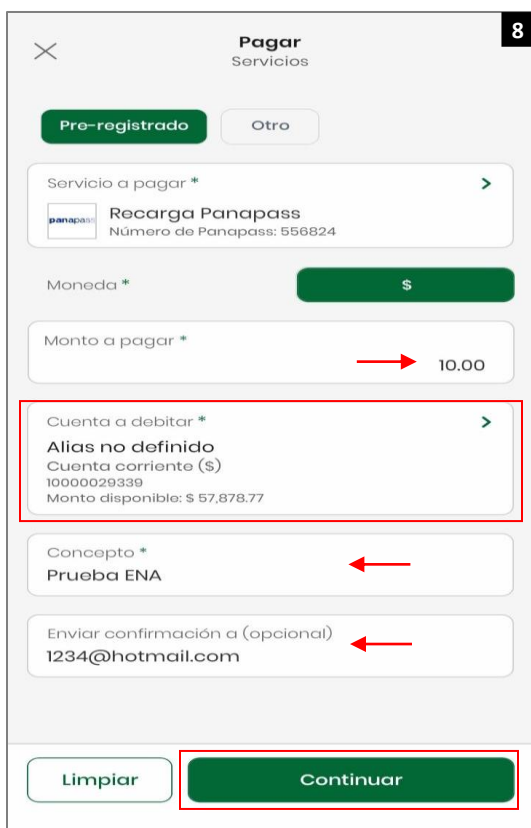 8
Pagar
Servicios
Pre-registrado
Otro
Servicio a pagar *
panapass
Recarga Panapass
Número de Panapass: 556824
Moneda *
$
Monto a pagar *
10.00
Cuenta a debitar *
Alias no definido
Cuenta corriente ($)
10000029339
Monto disponible: $ 57,878.77
Concepto *
Prueba ENA
Enviar confirmación a (opcional)
1234@hotmail.com
Limpiar
Continuar